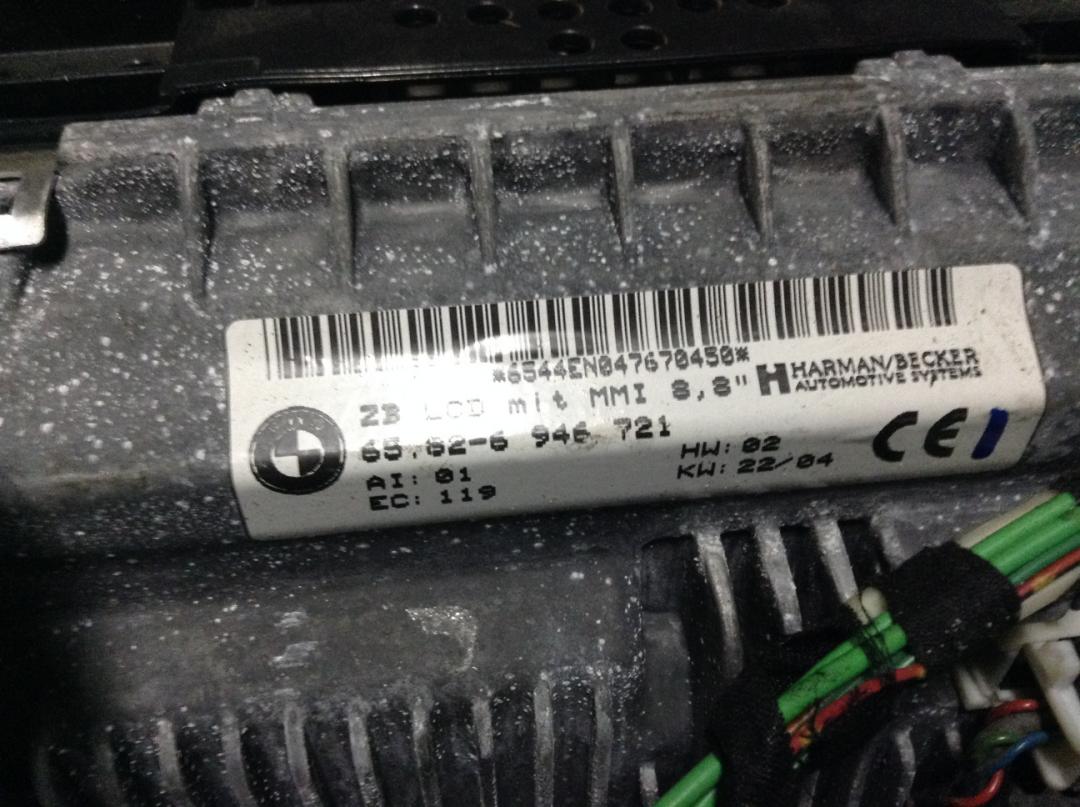 *6544EN047670450*
HARMAN/BECKER
AUTOMOTIVE SYSTEMS
ZB LCD mit MMI 8,8"
65.82-6 946 721
AI: 01
EC: 119
HW: 02
KW: 22/04
CE